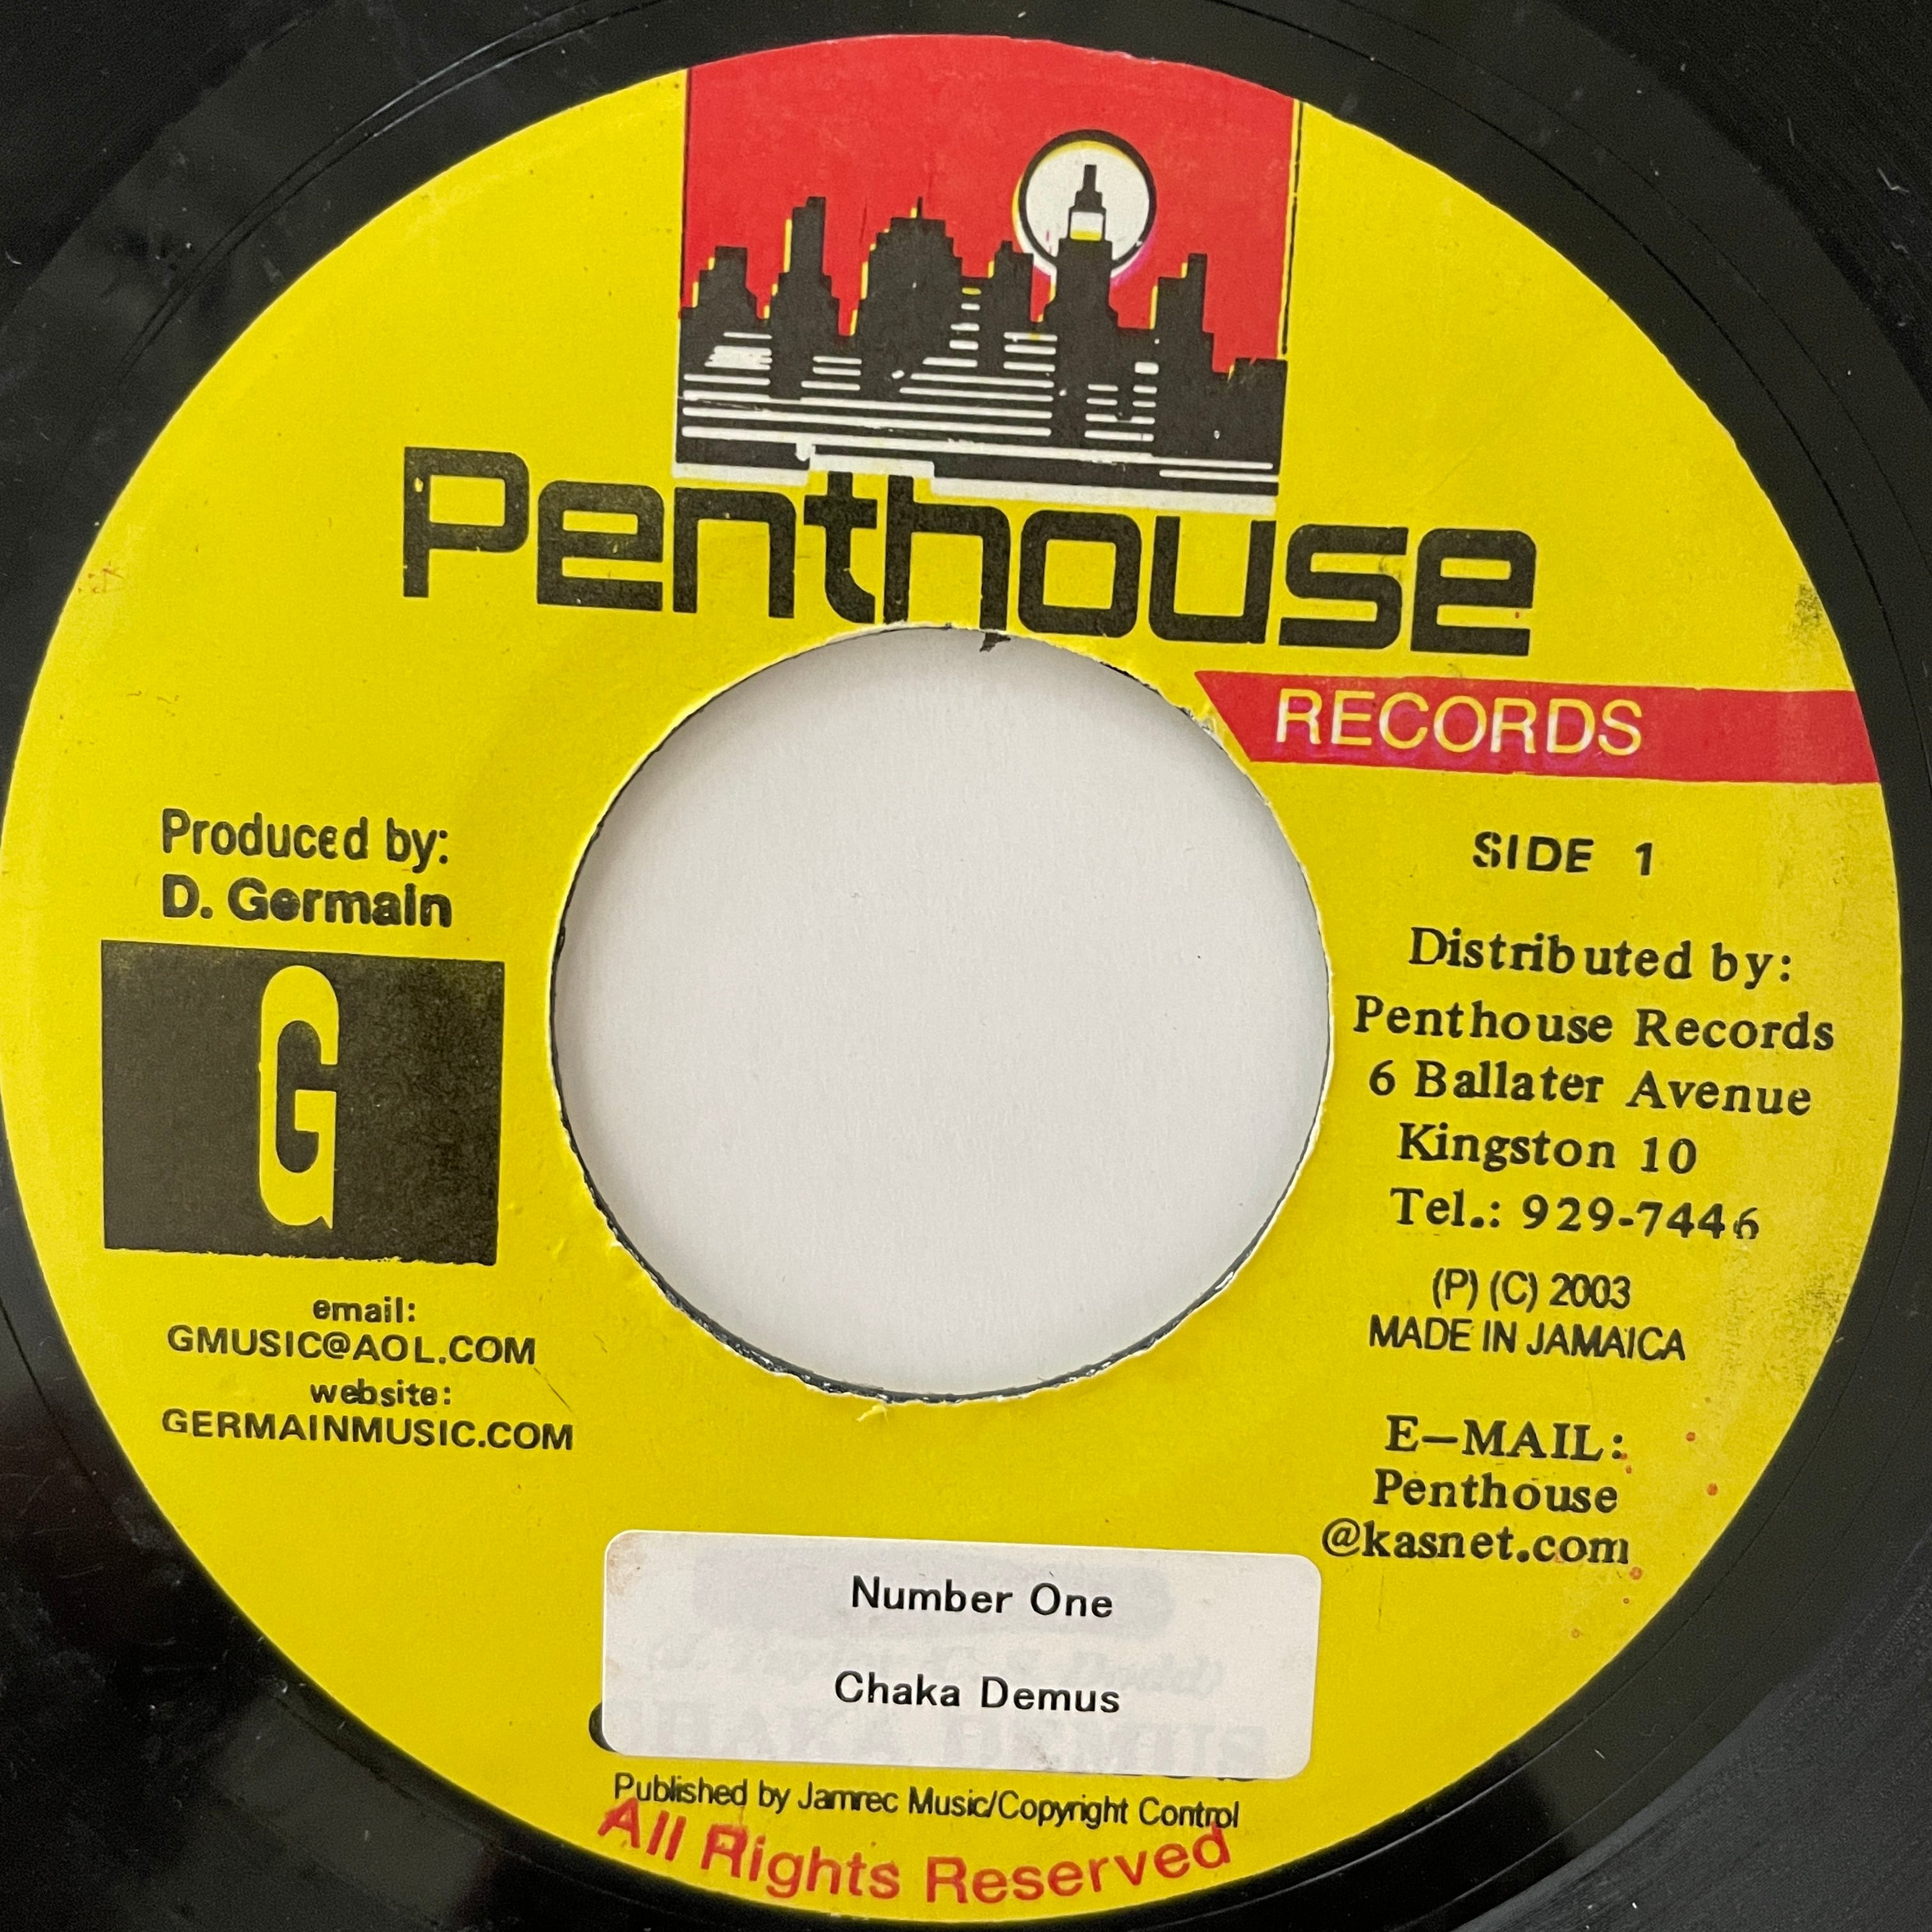 Penthouse
RECORDS
Produced by:
D. Germain
G
email:
GMUSIC@AOL.COM
website:
GERMAINMUSIC.COM
SIDE 1
Distributed by:
Penthouse Records
6 Ballater Avenue
Kingston 10
Tel.: 929-7446
(P) (C) 2003
MADE IN JAMAICA
E-MAIL:
Penthouse
@kasnet.com
Number One
Chaka Demus
Published by Jamrec Music/Copyright Control
All Rights Reserved